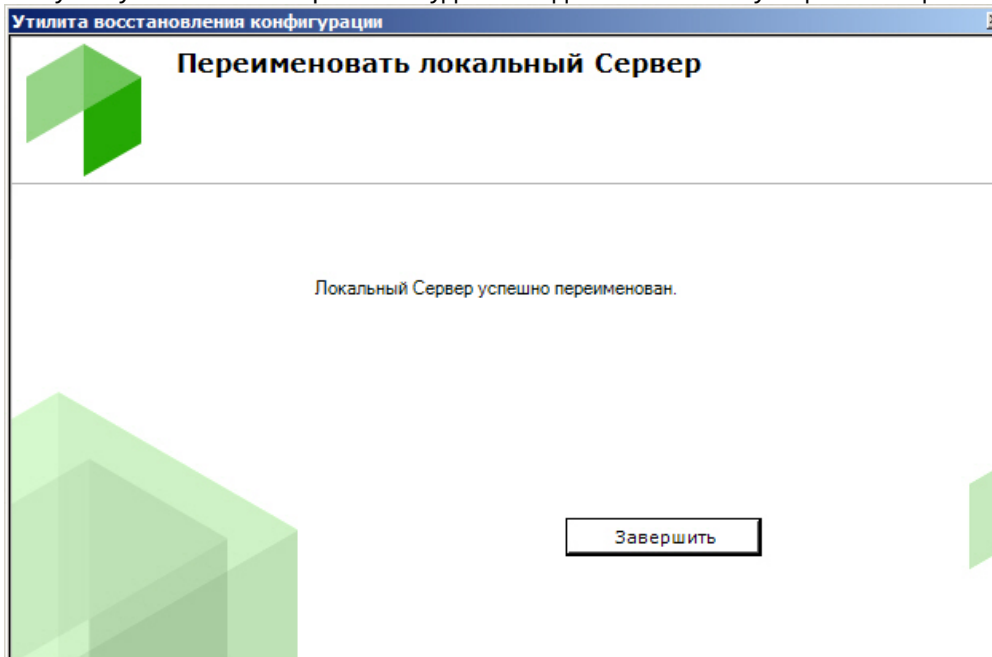 Утилита восстановления конфигурации
Переименовать локальный Сервер
Локальный Сервер успешно переименован.
Завершить